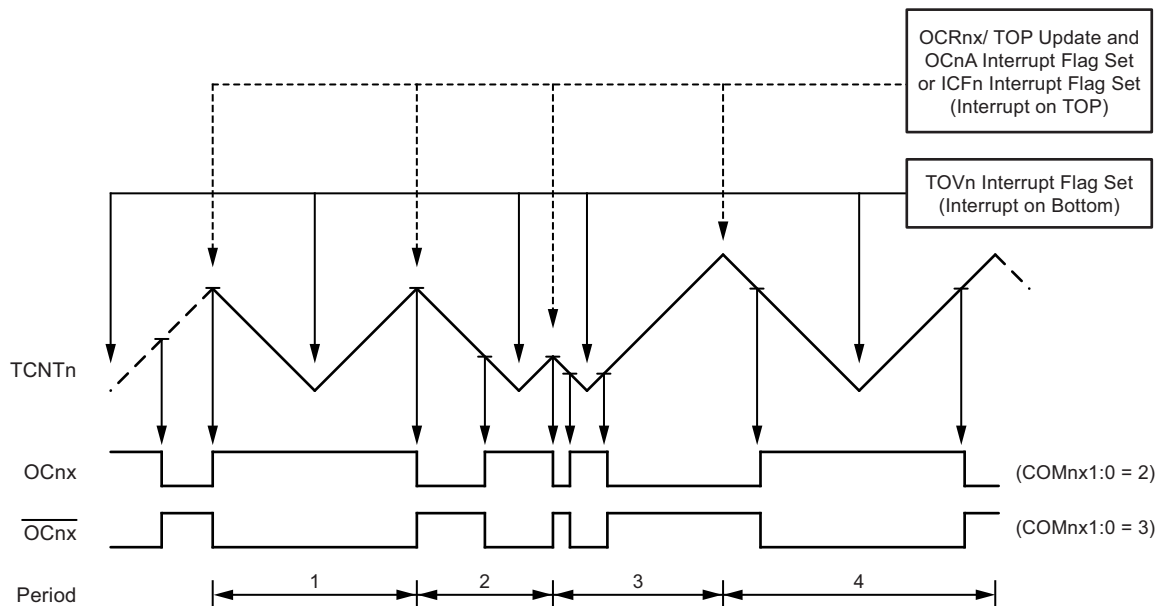 OCRnx/ TOP Update and
OCnA Interrupt Flag Set
or ICFn Interrupt Flag Set
(Interrupt on TOP)
TOVn Interrupt Flag Set
(Interrupt on Bottom)
TCNTn
OCnx
(COMnx1:0 = 2)
OCnx
(COMnx1:0 = 3)
Period
1
2
3
4